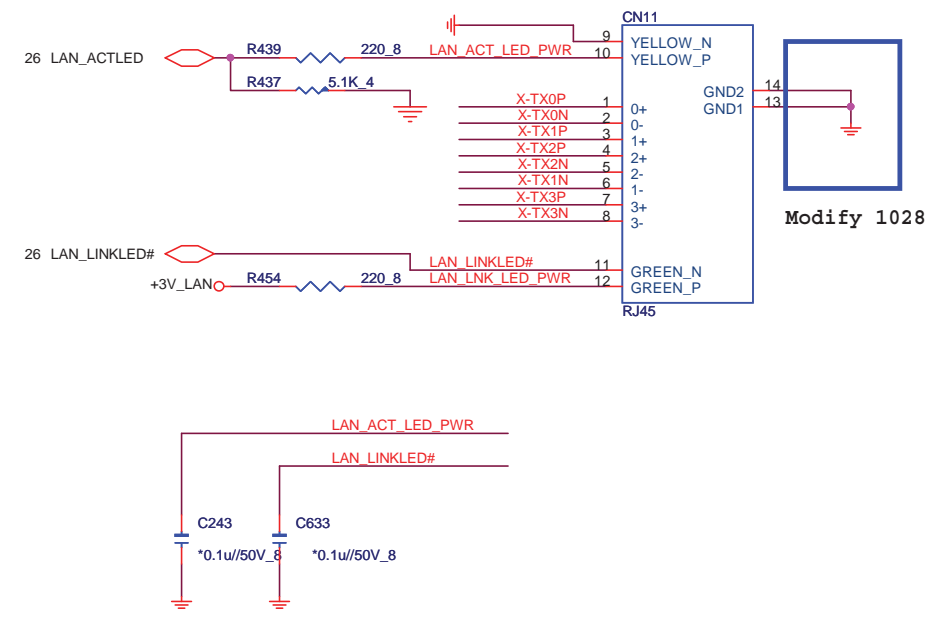 CN11
9 YELLOW_N
26 LAN_ACTLED R439 220_8 LAN_ACT_LED_PWR 10 YELLOW_P
R437 5.1K_4
GND2 14
GND1 13
X-TX0P 1 0+
X-TX0N 2 0-
X-TX1P 3 1+
X-TX2P 4 2+
X-TX2N 5 2-
X-TX1N 6 1-
X-TX3P 7 3+
X-TX3N 8 3-
Modify 1028
26 LAN_LINKLED#
LAN_LINKLED# 11 GREEN_N
+3V_LAN R454 220_8 LAN_LNK_LED_PWR 12 GREEN_P
RJ45
LAN_ACT_LED_PWR
LAN_LINKLED#
C243 C633
*0.1u//50V_8 *0.1u//50V_8